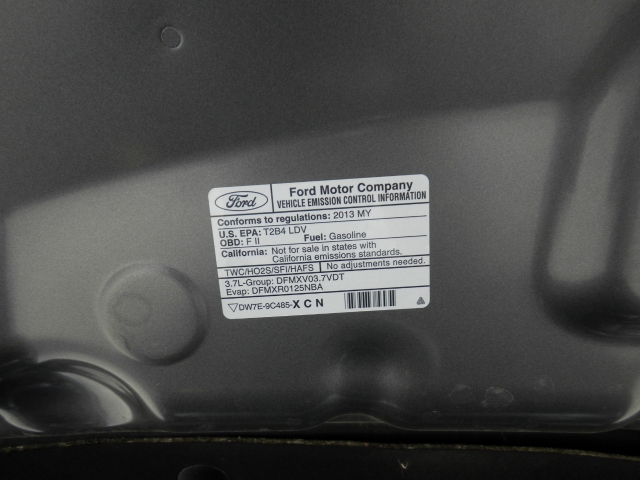 Ford
Ford Motor Company
VEHICLE EMISSION CONTROL INFORMATION
Conforms to regulations: 2013 MY
U.S. EPA: T2B4 LDV
OBD: F II Fuel: Gasoline
California: Not for sale in states with
California emissions standards.
TWC/HO2S/SFI/HAFS No adjustments needed.
3.7L-Group: DFMXV03.7VDT
Evap: DFMXR0125NBA
DW7E-9C485-X C N